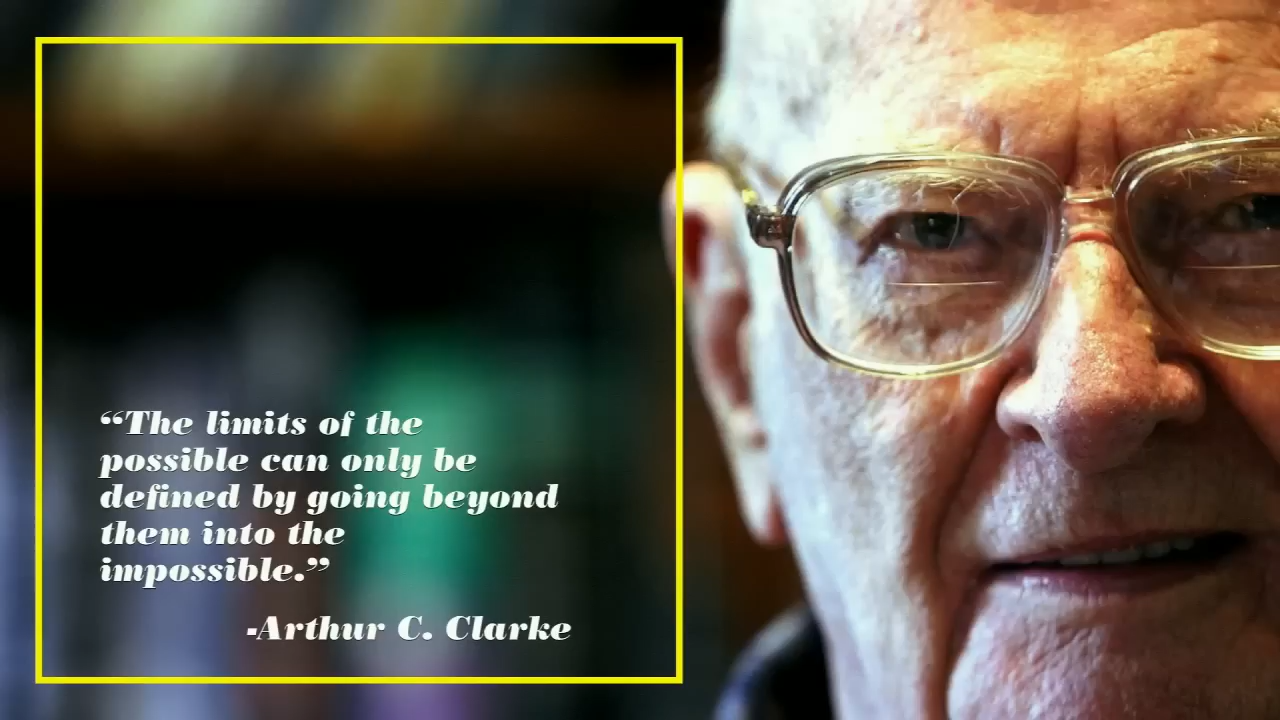 “The limits of the
possible can only be
defined by going beyond
them into the
impossible.”
-Arthur C. Clarke